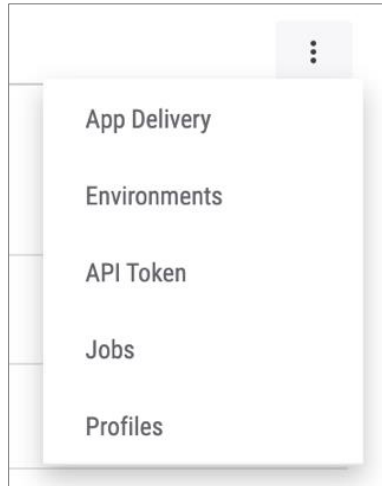 App Delivery
Environments
API Token
Jobs
Profiles